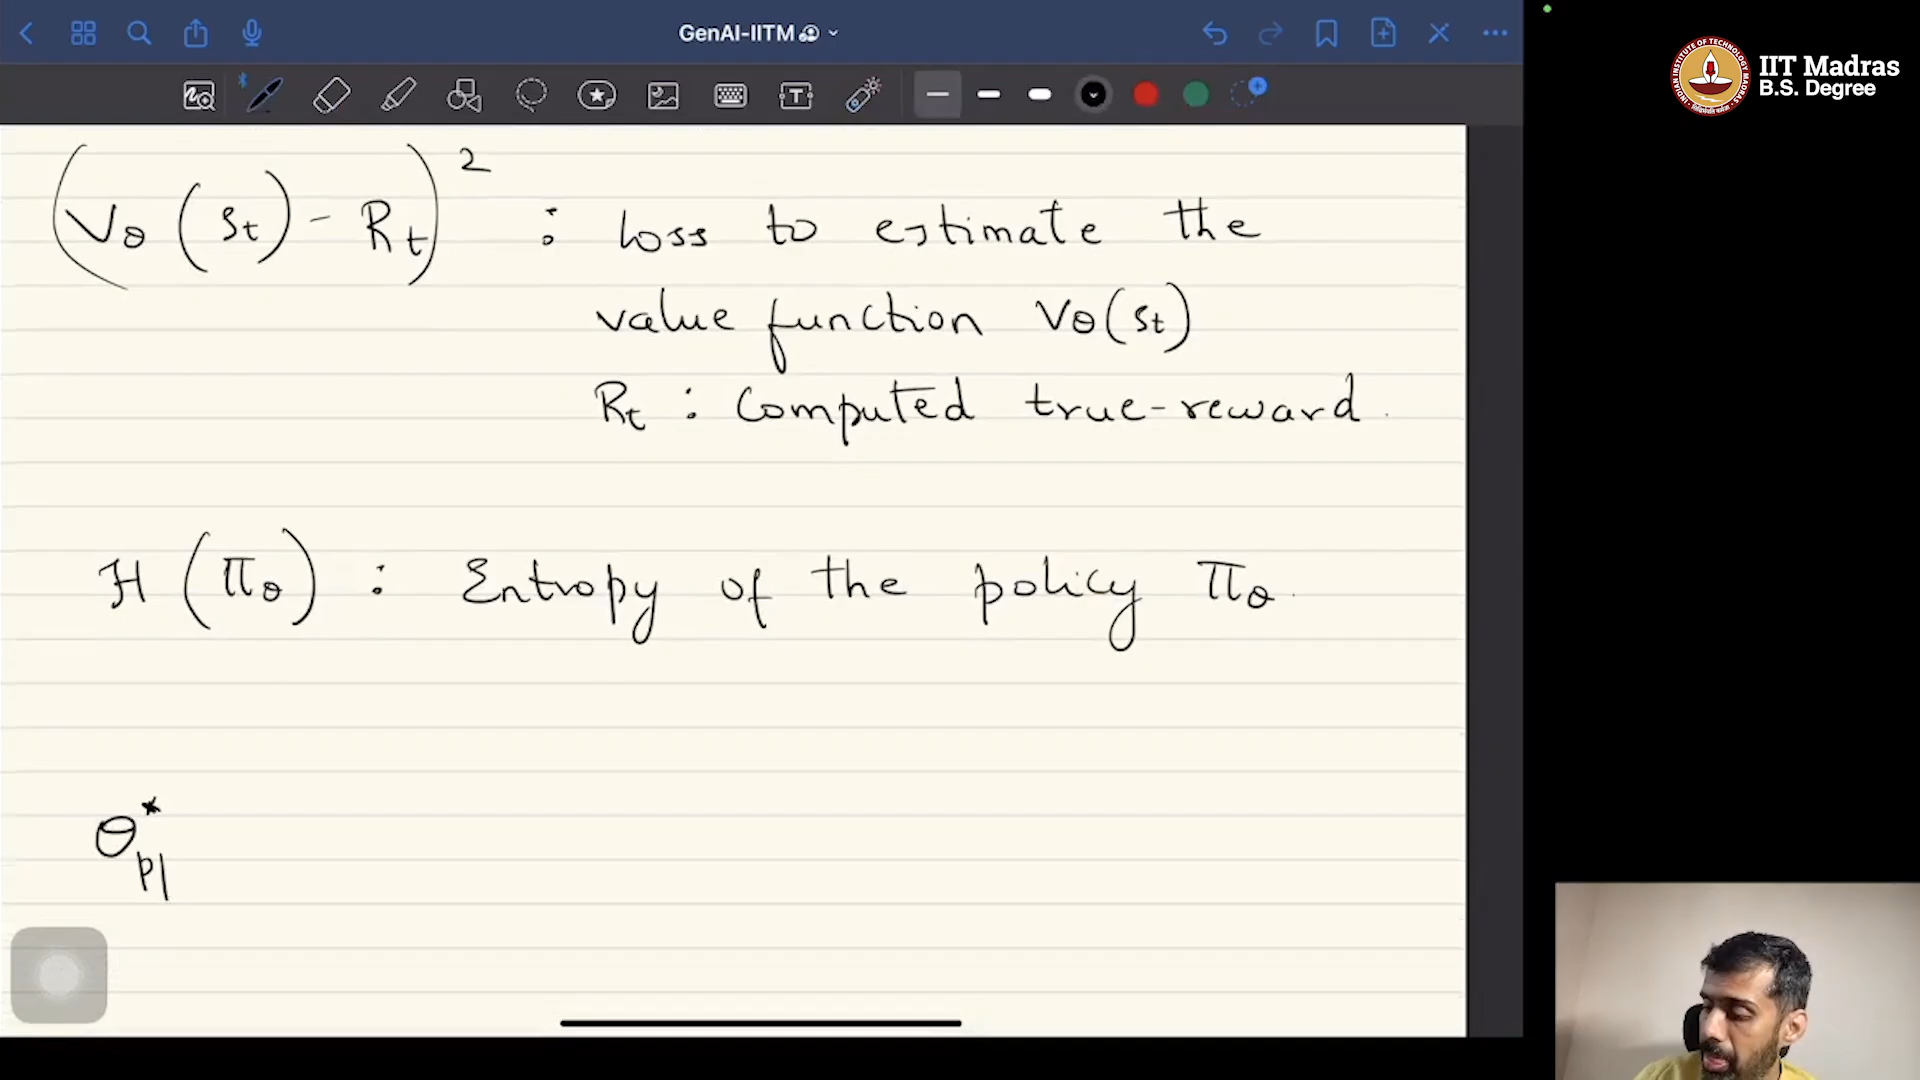 GenAI-IITM
IIT Madras
B.S. Degree
(Vθ(st) - Rt)² : loss to estimate the
value function Vθ(st)
Rt : Computed true-reward.
H(πθ) : Entropy of the policy πθ.
θ*